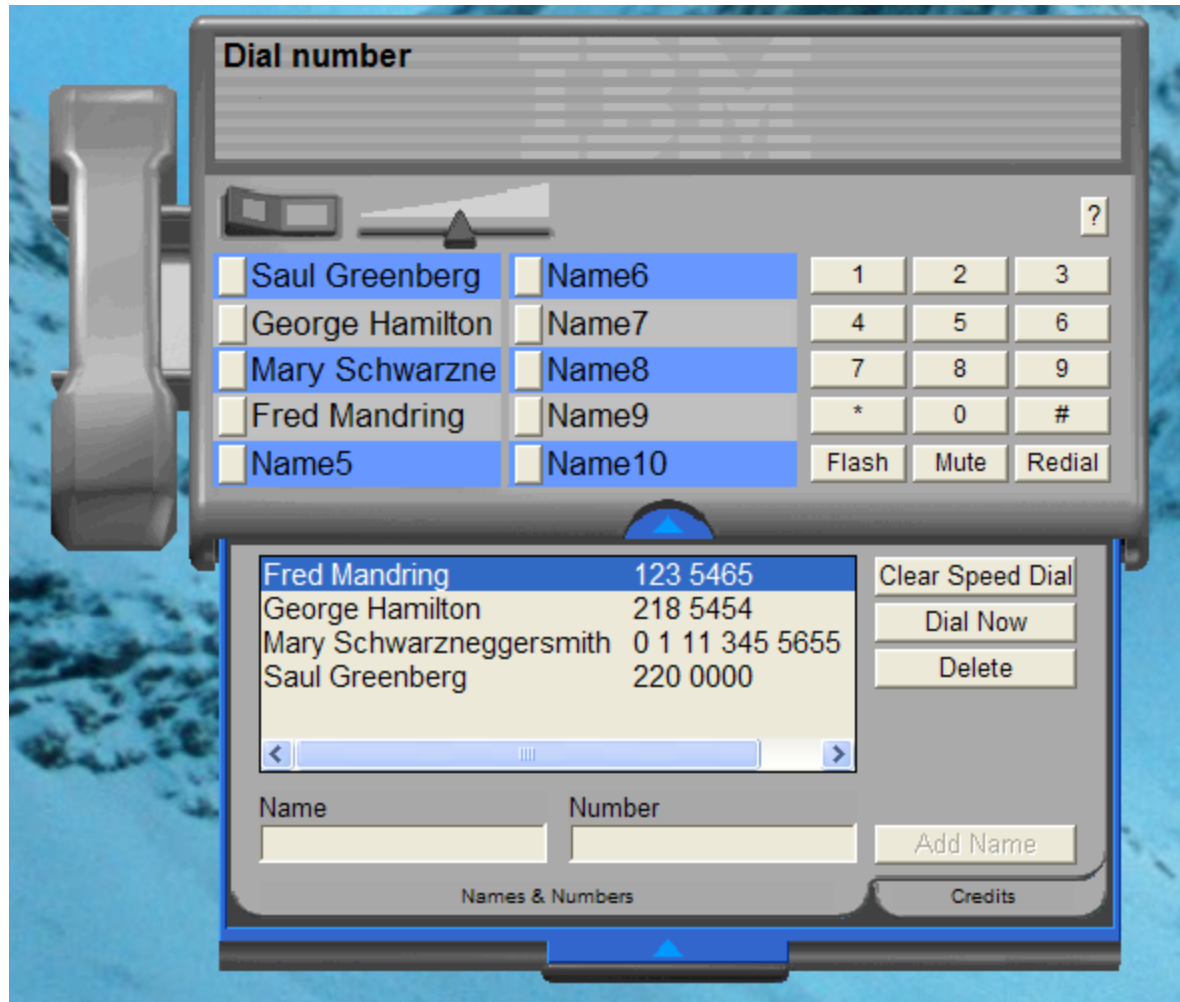 Dial number
IBM
?
Saul Greenberg Name6 1 2 3
George Hamilton Name7 4 5 6
Mary Schwarzne Name8 7 8 9
Fred Mandring Name9 * 0 #
Name5 Name10 Flash Mute Redial
Fred Mandring 123 5465 Clear Speed Dial
George Hamilton 218 5454 Dial Now
Mary Schwarzneggersmith 0 1 11 345 5655
Saul Greenberg 220 0000 Delete
Name Number
Add Name
Names & Numbers Credits